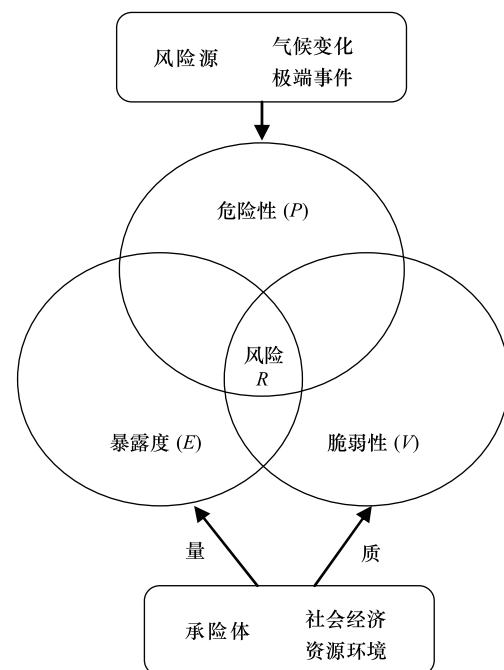 风险源
气候变化
极端事件
危险性 (P)
风险
R
暴露度 (E)
脆弱性 (V)
量
质
承险体
社会经济
资源环境